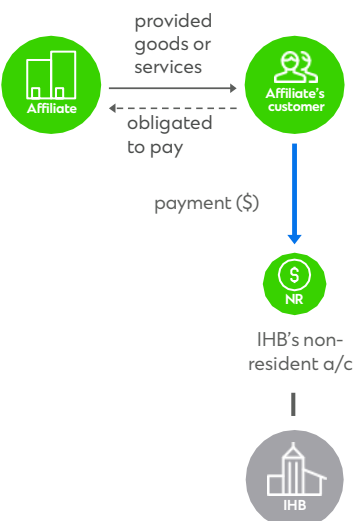 provided
goods or
services
Affiliate
Affiliate's
customer
obligated
to pay
payment ($)
$
NR
IHB's non-
resident a/c
IHB